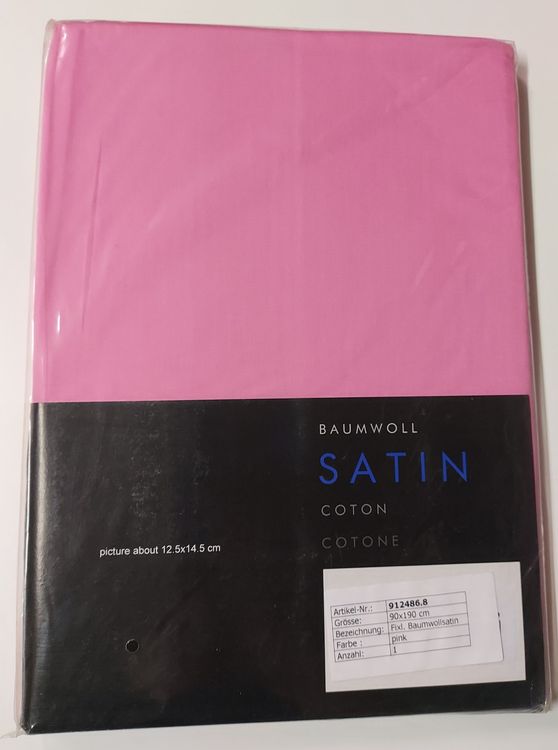 BAUMWOLL
SATIN
COTON
COTONE
picture about 12.5x14.5 cm
Artikel-Nr.: 912486.8
Grösse: 90x190 cm
Bezeichnung: Fixl. Baumwollsatin
Farbe : pink
Anzahl: 1